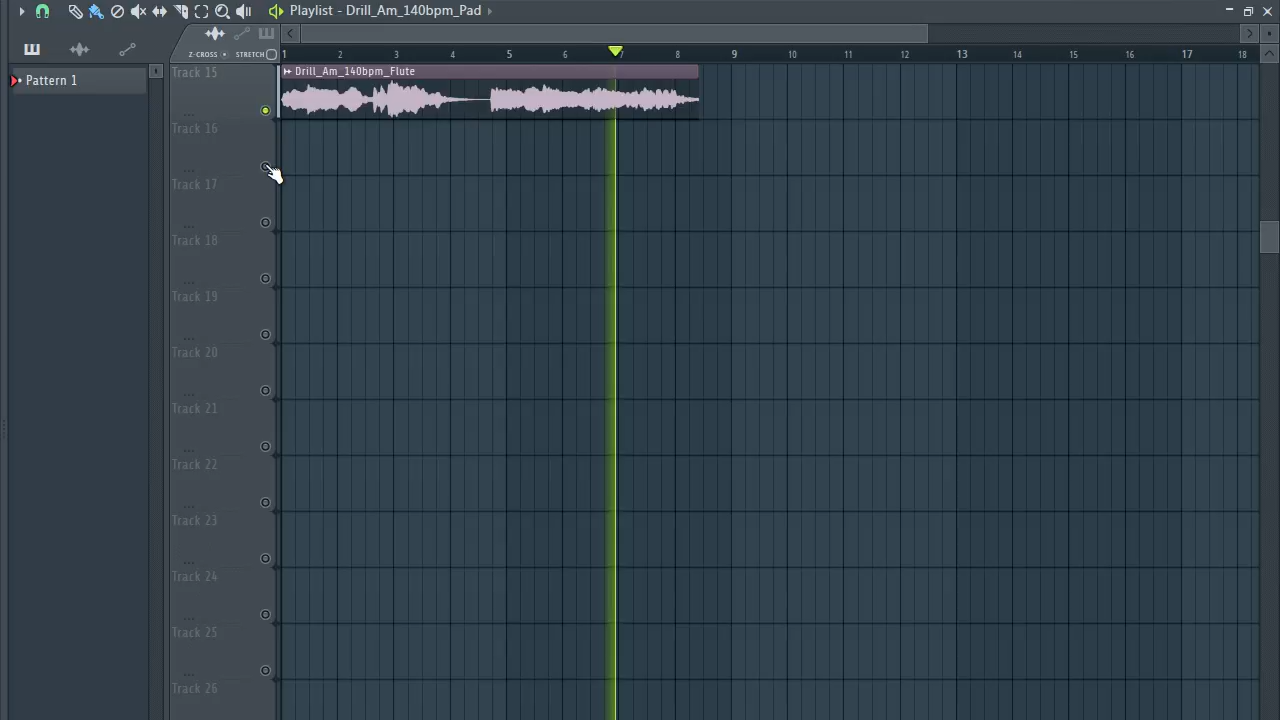 Playlist - Drill_Am_140bpm_Pad
Z-CROSS STRETCH 1 2 3 4 5 6 7 8 9 10 11 12 13 14 15 16 17 18
Pattern 1
Track 15
Drill_Am_140bpm_Flute
Track 16
Track 17
Track 18
Track 19
Track 20
Track 21
Track 22
Track 23
Track 24
Track 25
Track 26